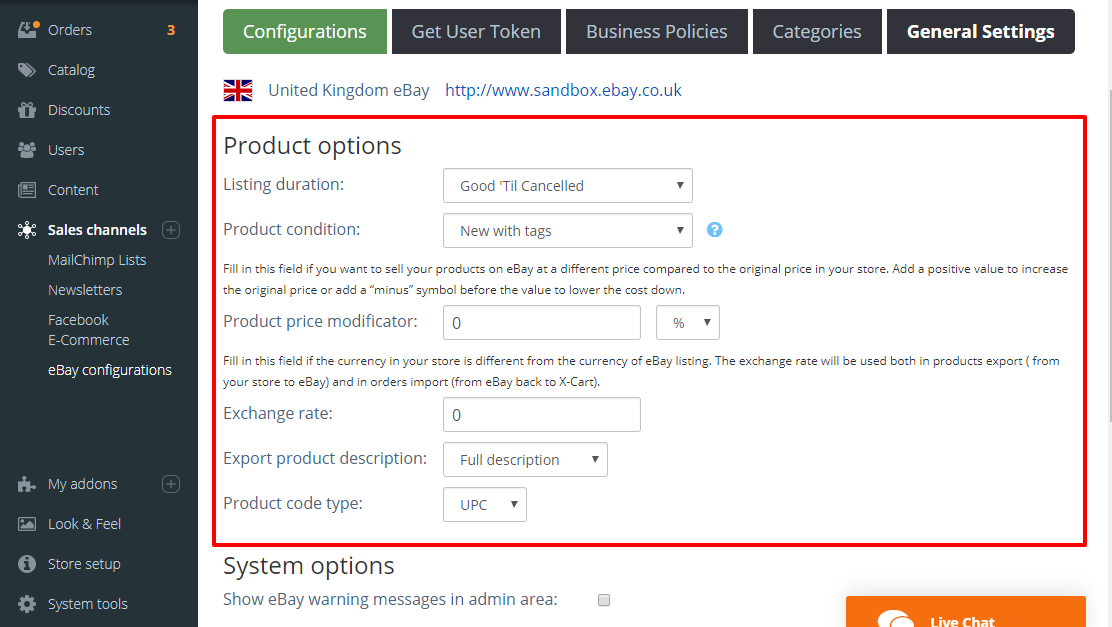 Orders 3
Catalog
Discounts
Users
Content
Sales channels
MailChimp Lists
Newsletters
Facebook
E-Commerce
eBay configurations
My addons
Look & Feel
Store setup
System tools
Configurations Get User Token Business Policies Categories General Settings
United Kingdom eBay http://www.sandbox.ebay.co.uk
Product options
Listing duration: Good 'Til Cancelled
Product condition: New with tags ?
Fill in this field if you want to sell your products on eBay at a different price compared to the original price in your store. Add a positive value to increase
the original price or add a “minus” symbol before the value to lower the cost down.
Product price modificator: 0 %
Fill in this field if the currency in your store is different from the currency of eBay listing. The exchange rate will be used both in products export ( from
your store to eBay) and in orders import (from eBay back to X-Cart).
Exchange rate: 0
Export product description: Full description
Product code type: UPC
System options
Show eBay warning messages in admin area:
Live Chat